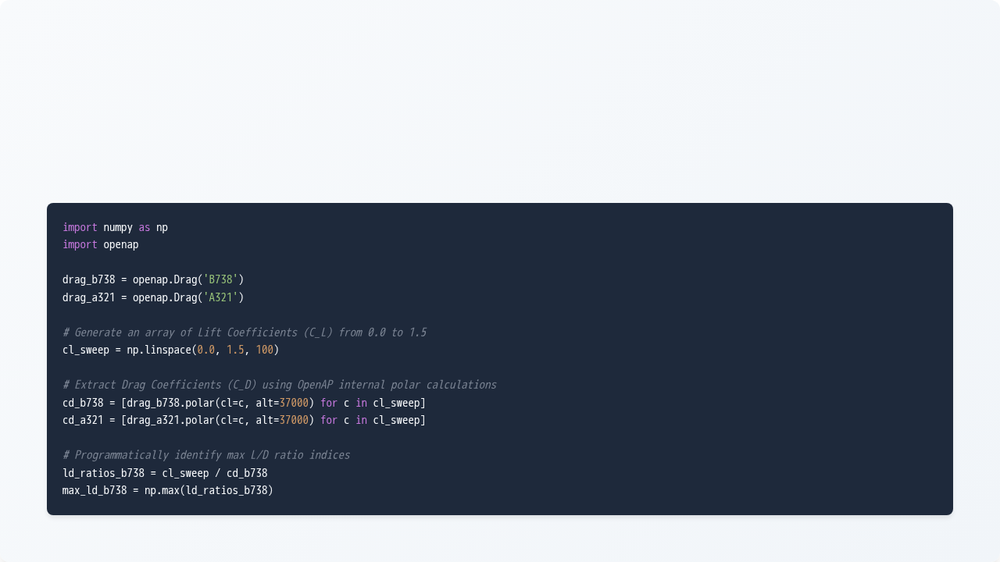 import numpy as np
import openap
drag_b738 = openap.Drag('B738')
drag_a321 = openap.Drag('A321')
# Generate an array of Lift Coefficients (C_L) from 0.0 to 1.5
cl_sweep = np.linspace(0.0, 1.5, 100)
# Extract Drag Coefficients (C_D) using OpenAP internal polar calculations
cd_b738 = [drag_b738.polar(cl=c, alt=37000) for c in cl_sweep]
cd_a321 = [drag_a321.polar(cl=c, alt=37000) for c in cl_sweep]
# Programmatically identify max L/D ratio indices
ld_ratios_b738 = cl_sweep / cd_b738
max_ld_b738 = np.max(ld_ratios_b738)